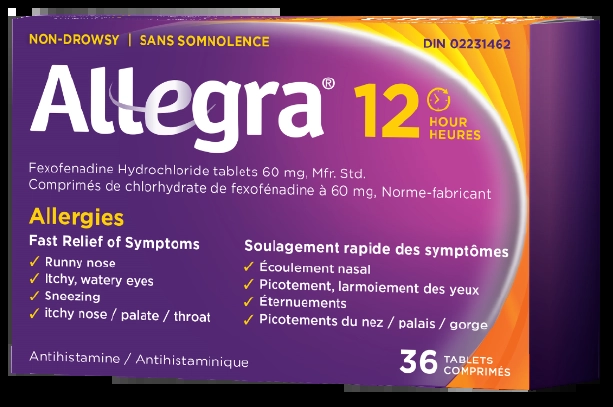 NON-DROWSY | SANS SOMNOLENCE
DIN 02231462
Allegra® 12 HOUR HEURES
Fexofenadine Hydrochloride tablets 60 mg, Mfr. Std.
Comprimés de chlorhydrate de fexofénadine à 60 mg, Norme-fabricant
Allergies
Fast Relief of Symptoms
✓ Runny nose
✓ Itchy, watery eyes
✓ Sneezing
✓ itchy nose / palate / throat
Soulagement rapide des symptômes
✓ Écoulement nasal
✓ Picotement, larmoiement des yeux
✓ Éternuements
✓ Picotements du nez / palais / gorge
Antihistamine / Antihistaminique
36 TABLETS COMPRIMÉS